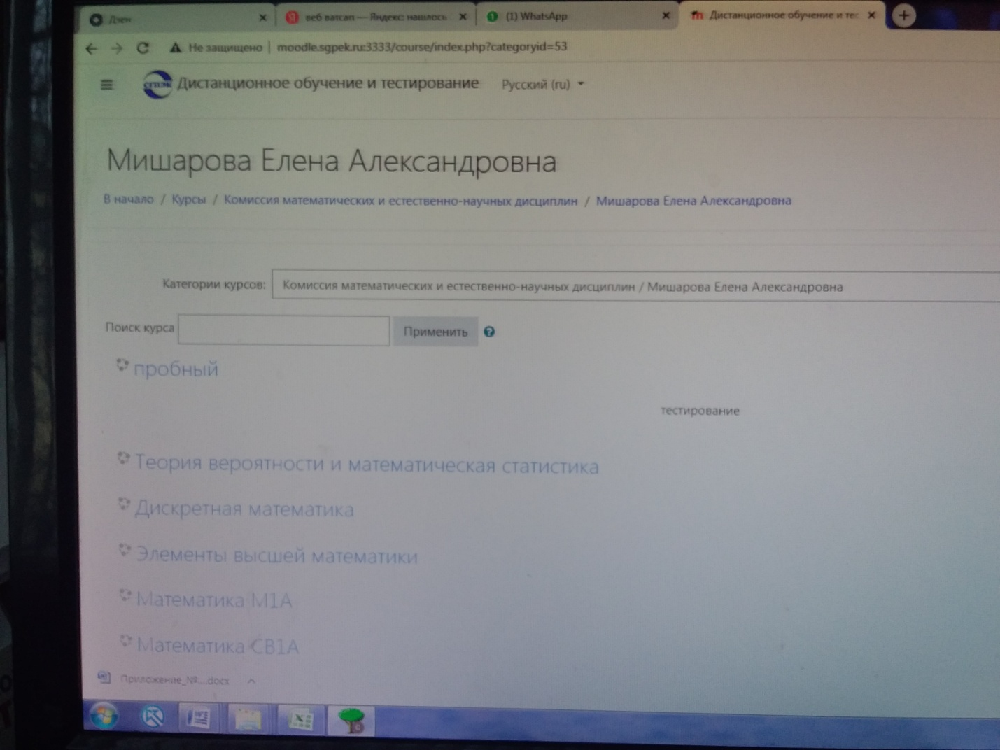 Дзен
веб ватсап — Яндекс: нашлось
(1) WhatsApp
Дистанционное обучение и тес
Не защищено
moodle.sgpek.ru:3333/course/index.php?categoryid=53
СГПЭК Дистанционное обучение и тестирование Русский (ru)
Мишарова Елена Александровна
В начало / Курсы / Комиссия математических и естественно-научных дисциплин / Мишарова Елена Александровна
Категории курсов: Комиссия математических и естественно-научных дисциплин / Мишарова Елена Александровна
Поиск курса Применить
пробный
тестирование
Теория вероятности и математическая статистика
Дискретная математика
Элементы высшей математики
Математика М1А
Математика СВ1А
Приложение_№....docx